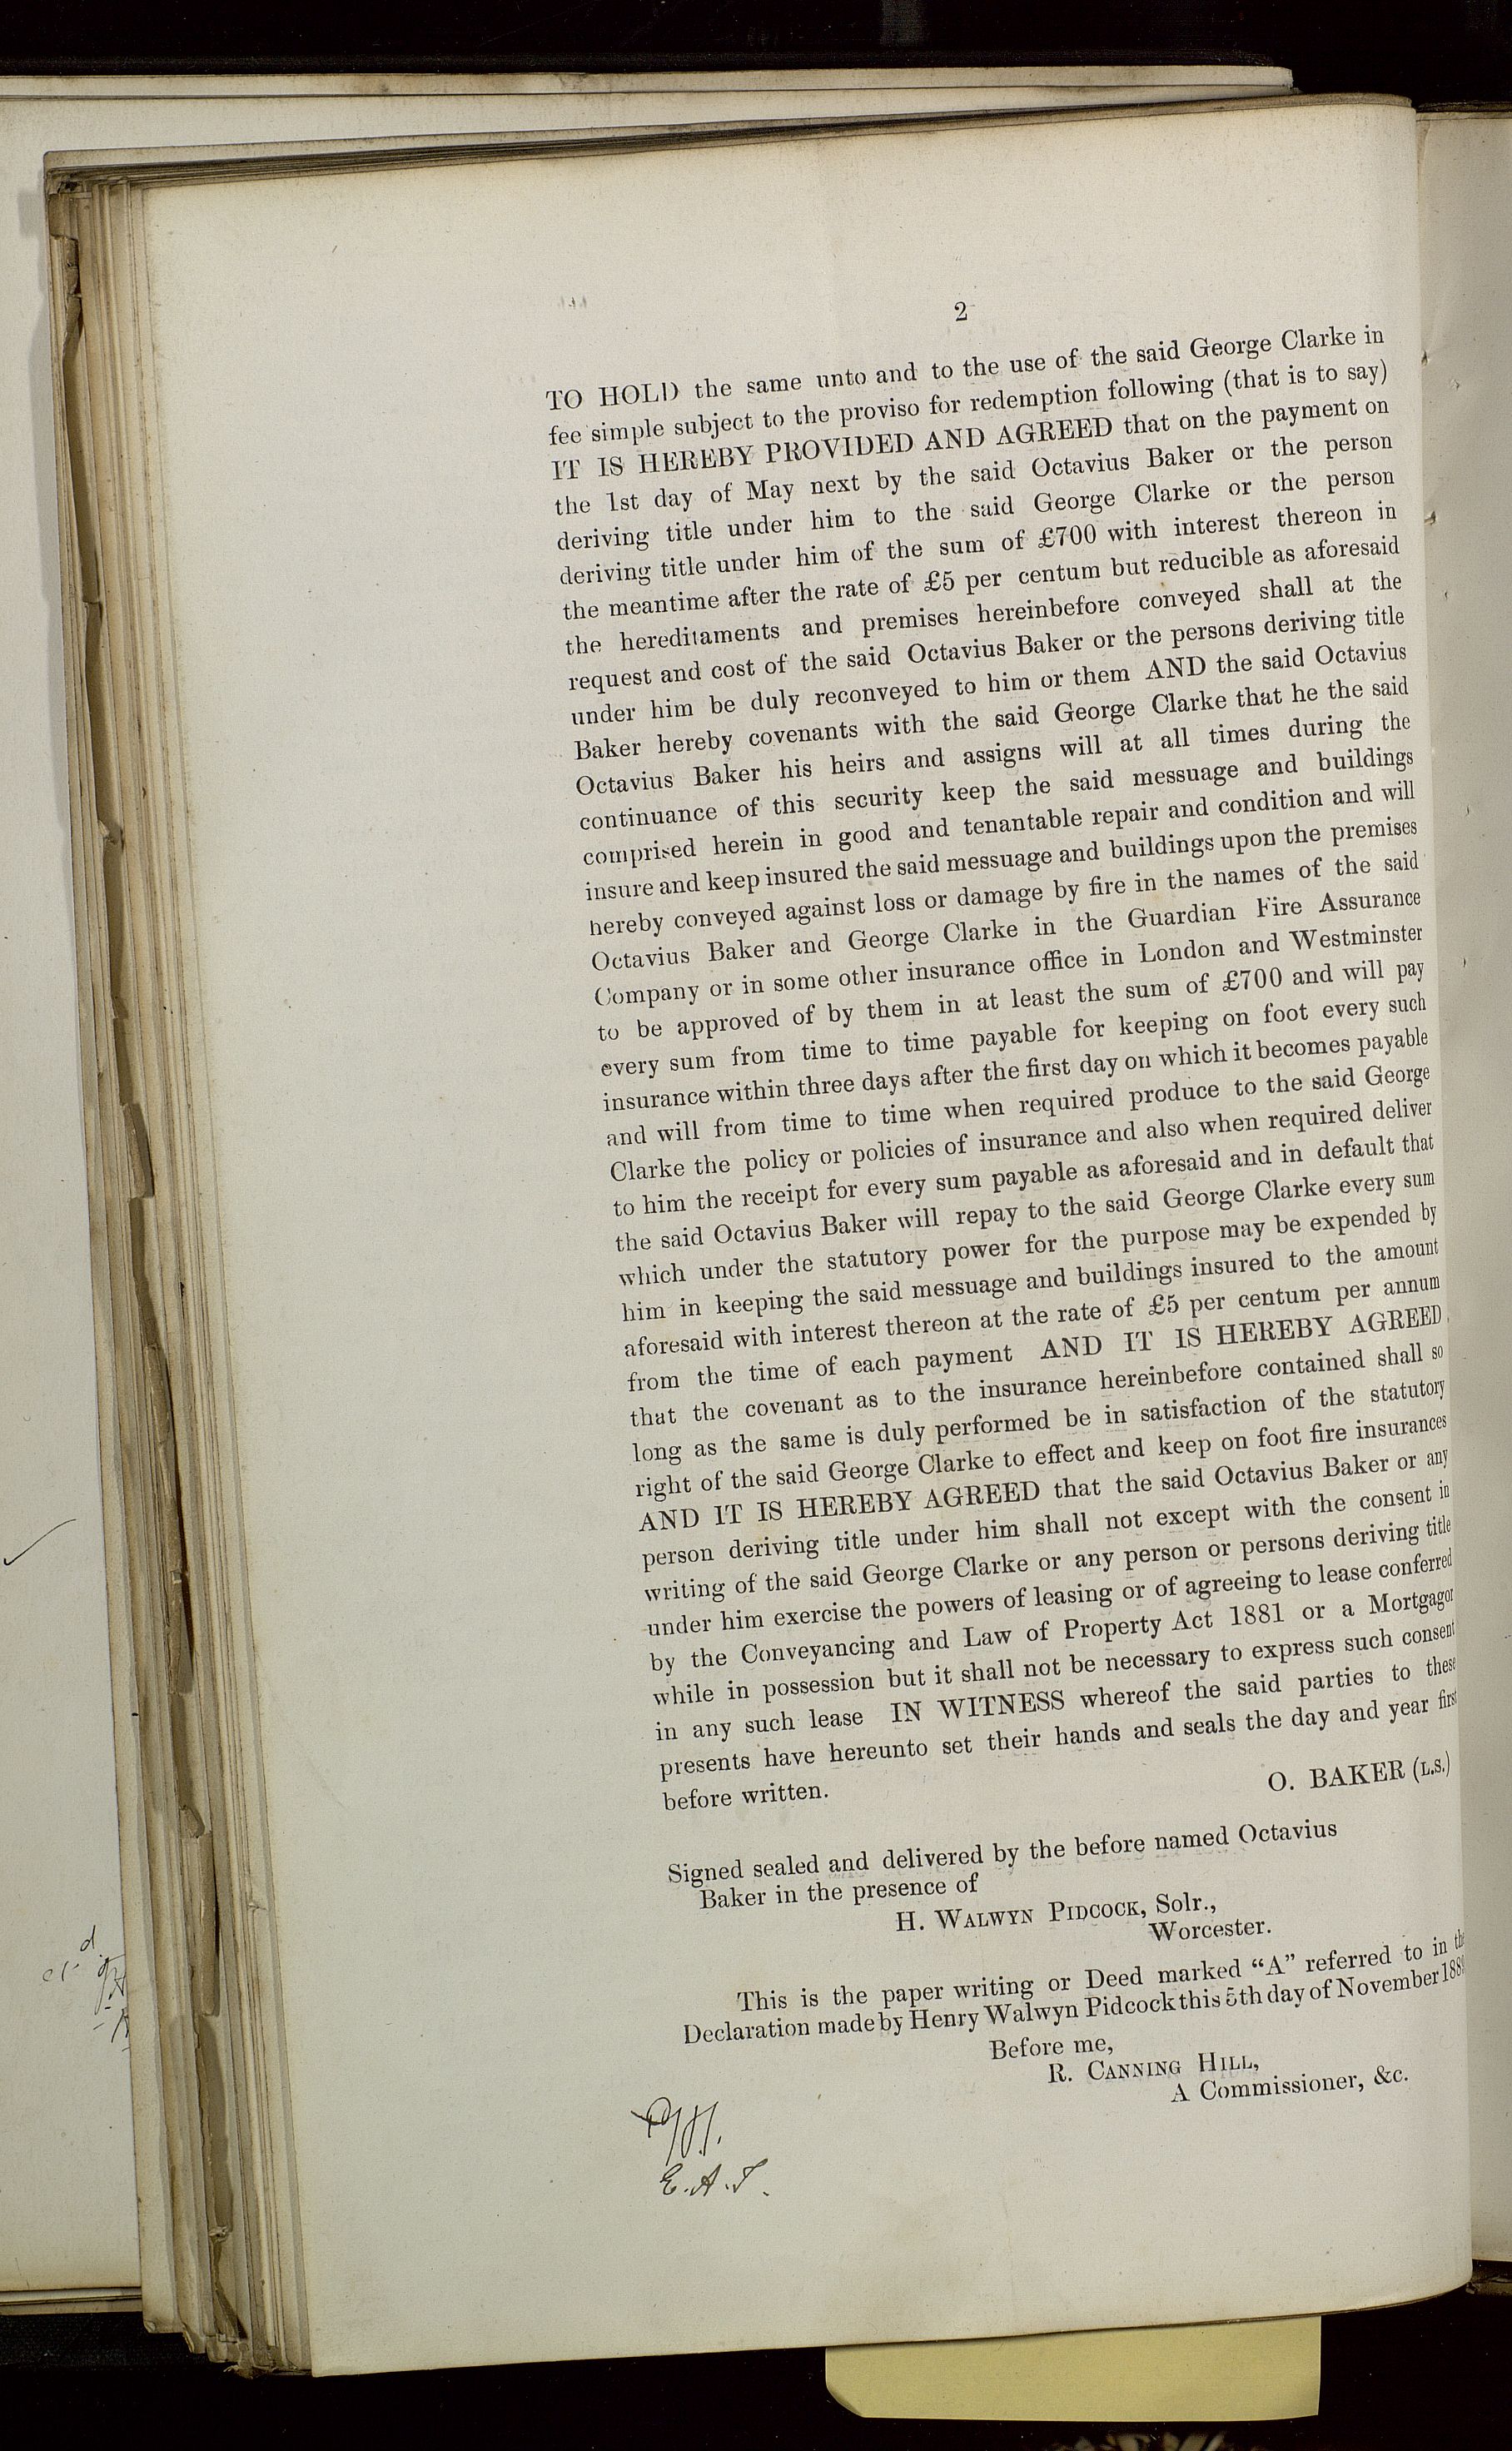 2
TO HOLD the same unto and to the use of the said George Clarke in
fee simple subject to the proviso for redemption following (that is to say)
IT IS HEREBY PROVIDED AND AGREED that on the payment on
the 1st day of May next by the said Octavius Baker or the person
deriving title under him to the said George Clarke or the person
deriving title under him of the sum of £700 with interest thereon in
the meantime after the rate of £5 per centum but reducible as aforesaid
the hereditaments and premises hereinbefore conveyed shall at the
request and cost of the said Octavius Baker or the persons deriving title
under him be duly reconveyed to him or them AND the said Octavius
Baker hereby covenants with the said George Clarke that he the said
Octavius Baker his heirs and assigns will at all times during the
continuance of this security keep the said messuage and buildings
comprised herein in good and tenantable repair and condition and will
insure and keep insured the said messuage and buildings upon the premises
hereby conveyed against loss or damage by fire in the names of the said
Octavius Baker and George Clarke in the Guardian Fire Assurance
Company or in some other insurance office in London and Westminster
to be approved of by them in at least the sum of £700 and will pay
every sum from time to time payable for keeping on foot every such
insurance within three days after the first day on which it becomes payable
and will from time to time when required produce to the said George
Clarke the policy or policies of insurance and also when required deliver
to him the receipt for every sum payable as aforesaid and in default that
the said Octavius Baker will repay to the said George Clarke every sum
which under the statutory power for the purpose may be expended by
him in keeping the said messuage and buildings insured to the amount
aforesaid with interest thereon at the rate of £5 per centum per annum
from the time of each payment AND IT IS HEREBY AGREED
that the covenant as to the insurance hereinbefore contained shall so
long as the same is duly performed be in satisfaction of the statutory
right of the said George Clarke to effect and keep on foot fire insurances
AND IT IS HEREBY AGREED that the said Octavius Baker or any
person deriving title under him shall not except with the consent in
writing of the said George Clarke or any person or persons deriving title
under him exercise the powers of leasing or of agreeing to lease conferred
by the Conveyancing and Law of Property Act 1881 or a Mortgagor
while in possession but it shall not be necessary to express such consent
in any such lease IN WITNESS whereof the said parties to these
presents have hereunto set their hands and seals the day and year first
before written.
O. BAKER (L.S.)
Signed sealed and delivered by the before named Octavius
Baker in the presence of
H. WALWYN PIDCOCK, Solr.,
Worcester.
This is the paper writing or Deed marked “A” referred to in the
Declaration made by Henry Walwyn Pidcock this 5th day of November
Before me,
R. CANNING HILL,
A Commissioner, &c.
E.A.T.